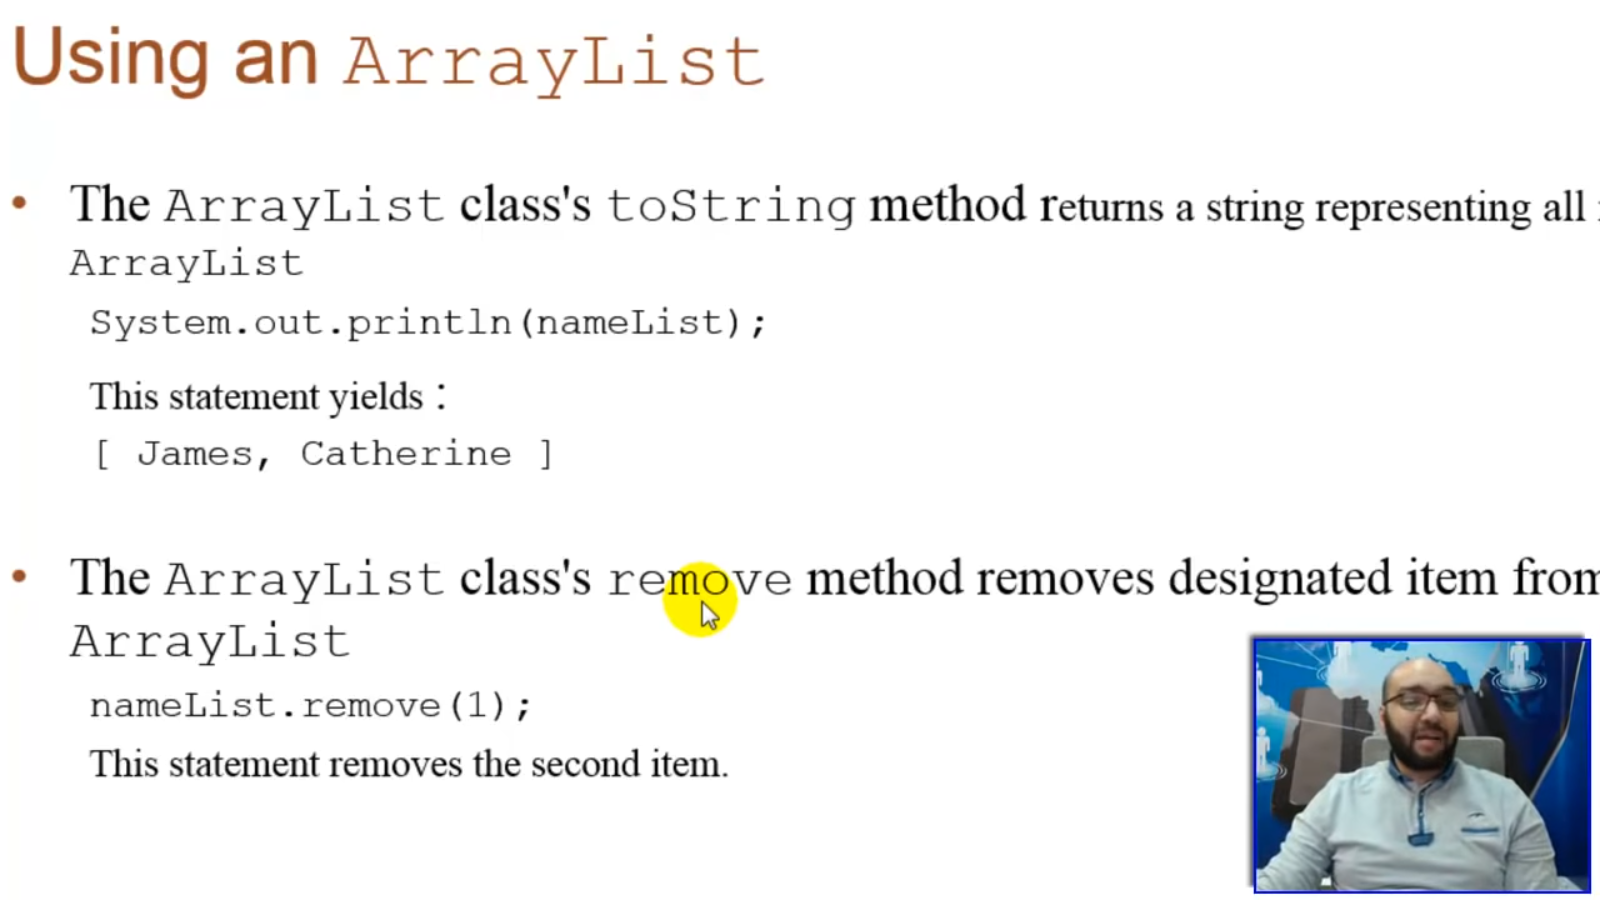 Using an ArrayList
• The ArrayList class's toString method returns a string representing all
ArrayList
System.out.println(nameList);
This statement yields :
[ James, Catherine ]
• The ArrayList class's remove method removes designated item from
ArrayList
nameList.remove(1);
This statement removes the second item.